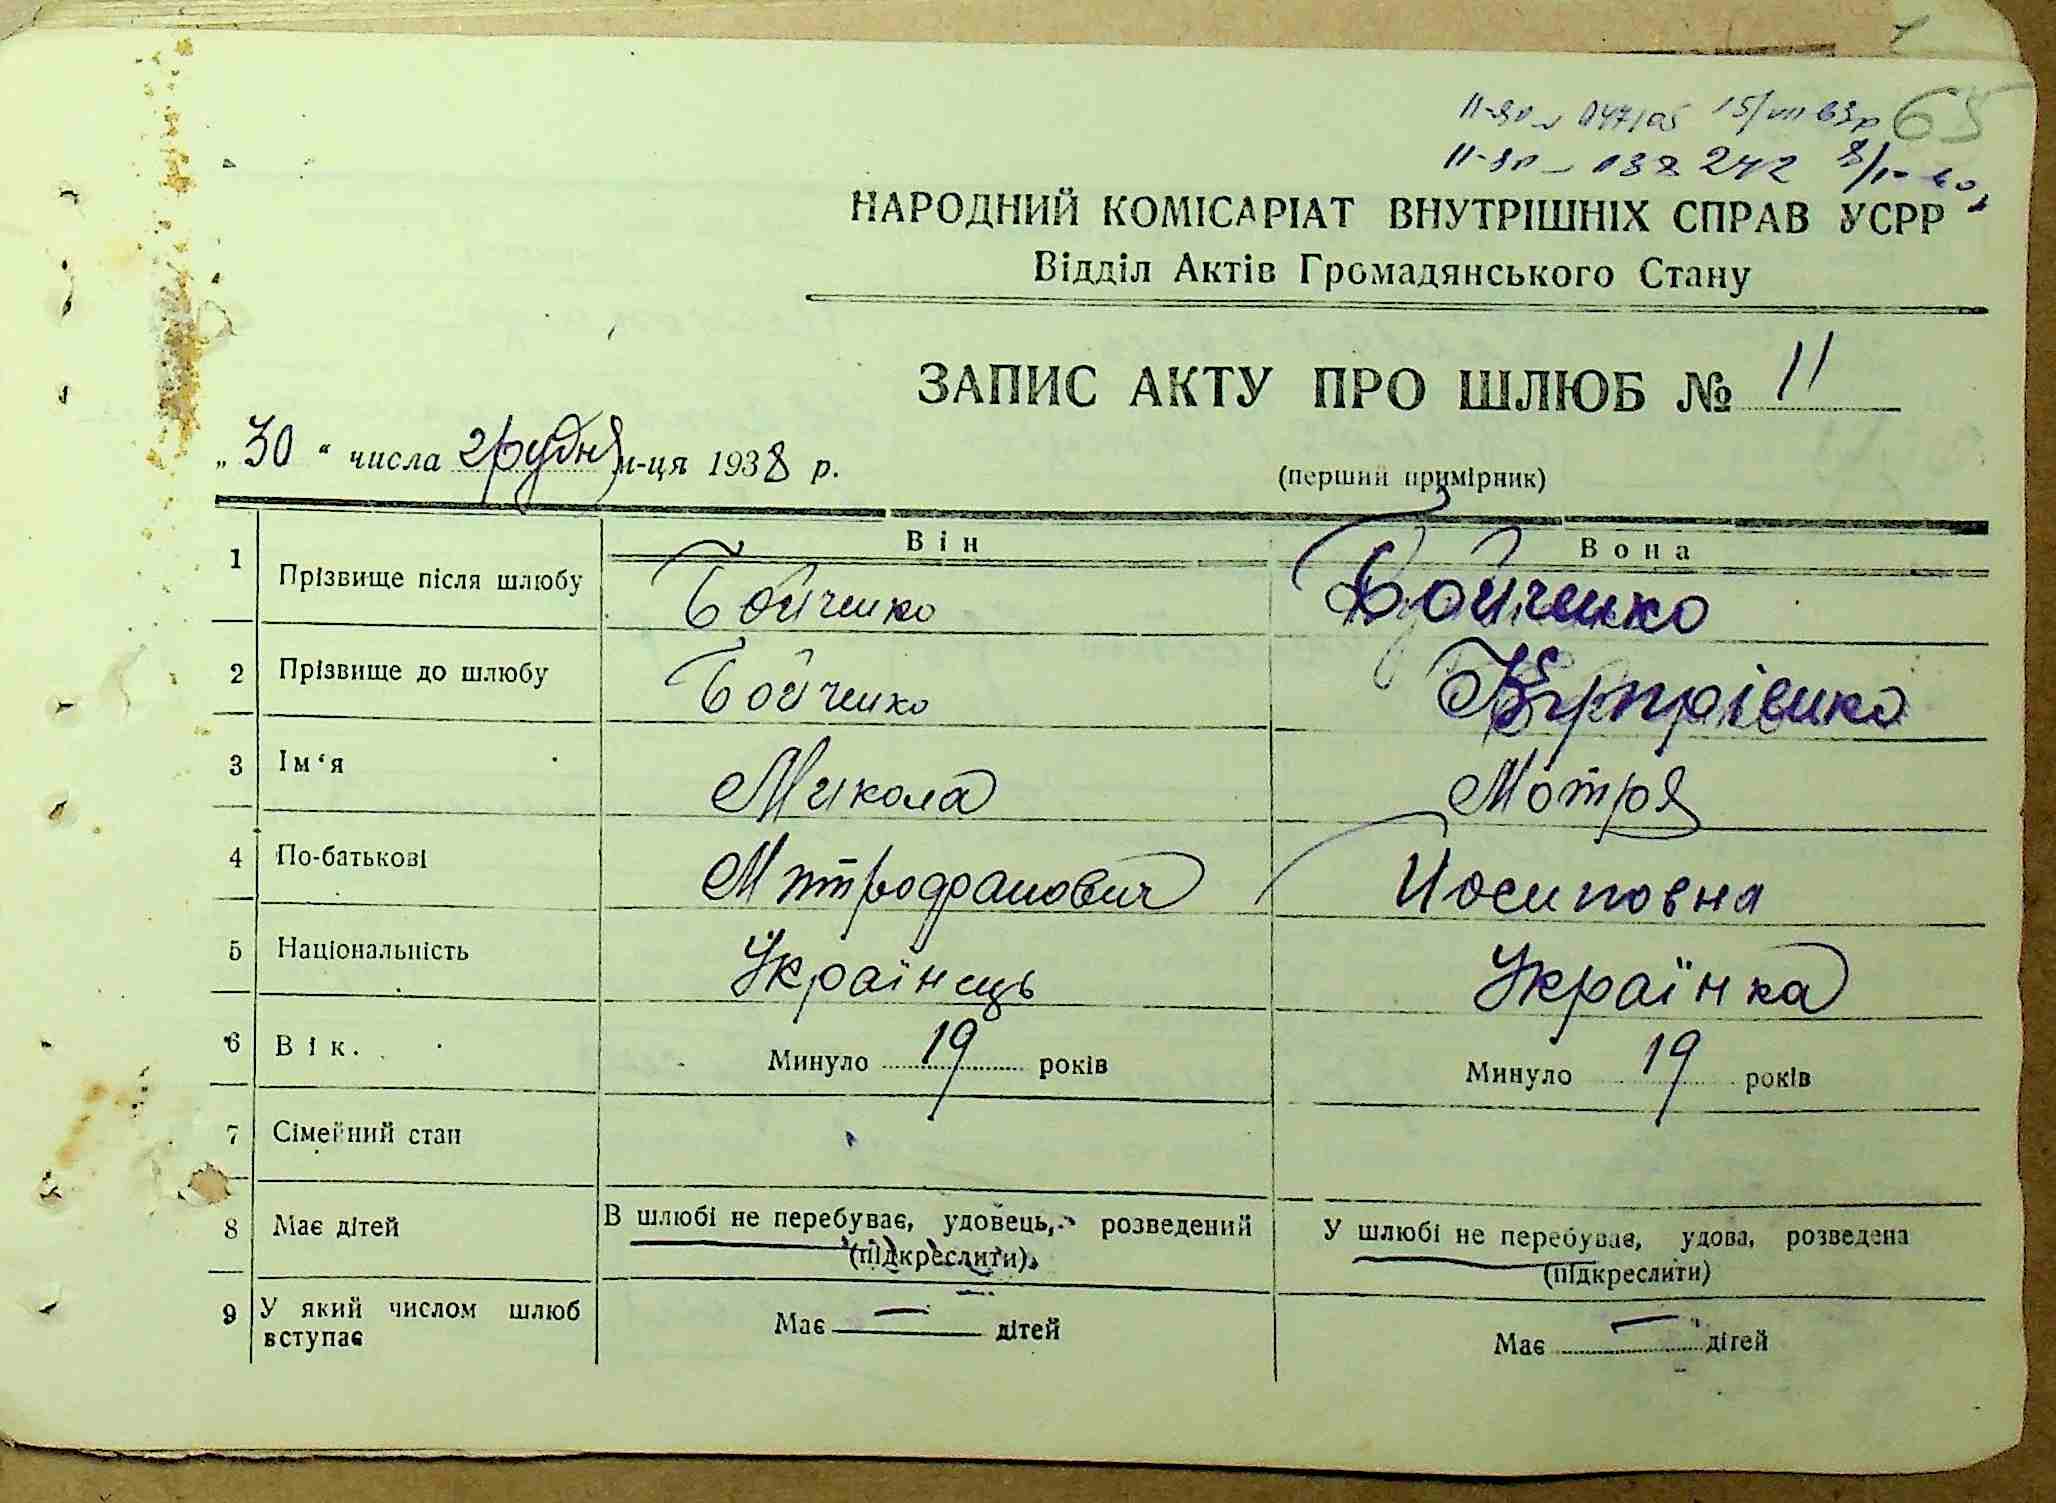 65
НАРОДНИЙ КОМІСАРІАТ ВНУТРІШНІХ СПРАВ УСРР
Відділ Актів Громадянського Стану
ЗАПИС АКТУ ПРО ШЛЮБ № 11
„30“ числа грудня м-ця 1938 р.
(перший примірник)
Він Вона
1 Прізвище після шлюбу Бойченко Бойченко
2 Прізвище до шлюбу Бойченко
3 Ім‘я Микола Мотря
4 По-батькові Митрофанович Йосиповна
5 Національність Українець Українка
6 Вік. Минуло 19 років Минуло 19 років
7 Сімейний стан
8 Має дітей В шлюбі не перебуває, удовець, розведений У шлюбі не перебуває, удова, розведена
(підкреслити) (підкреслити)
9 У який числом шлюб вступає Має — дітей Має — дітей